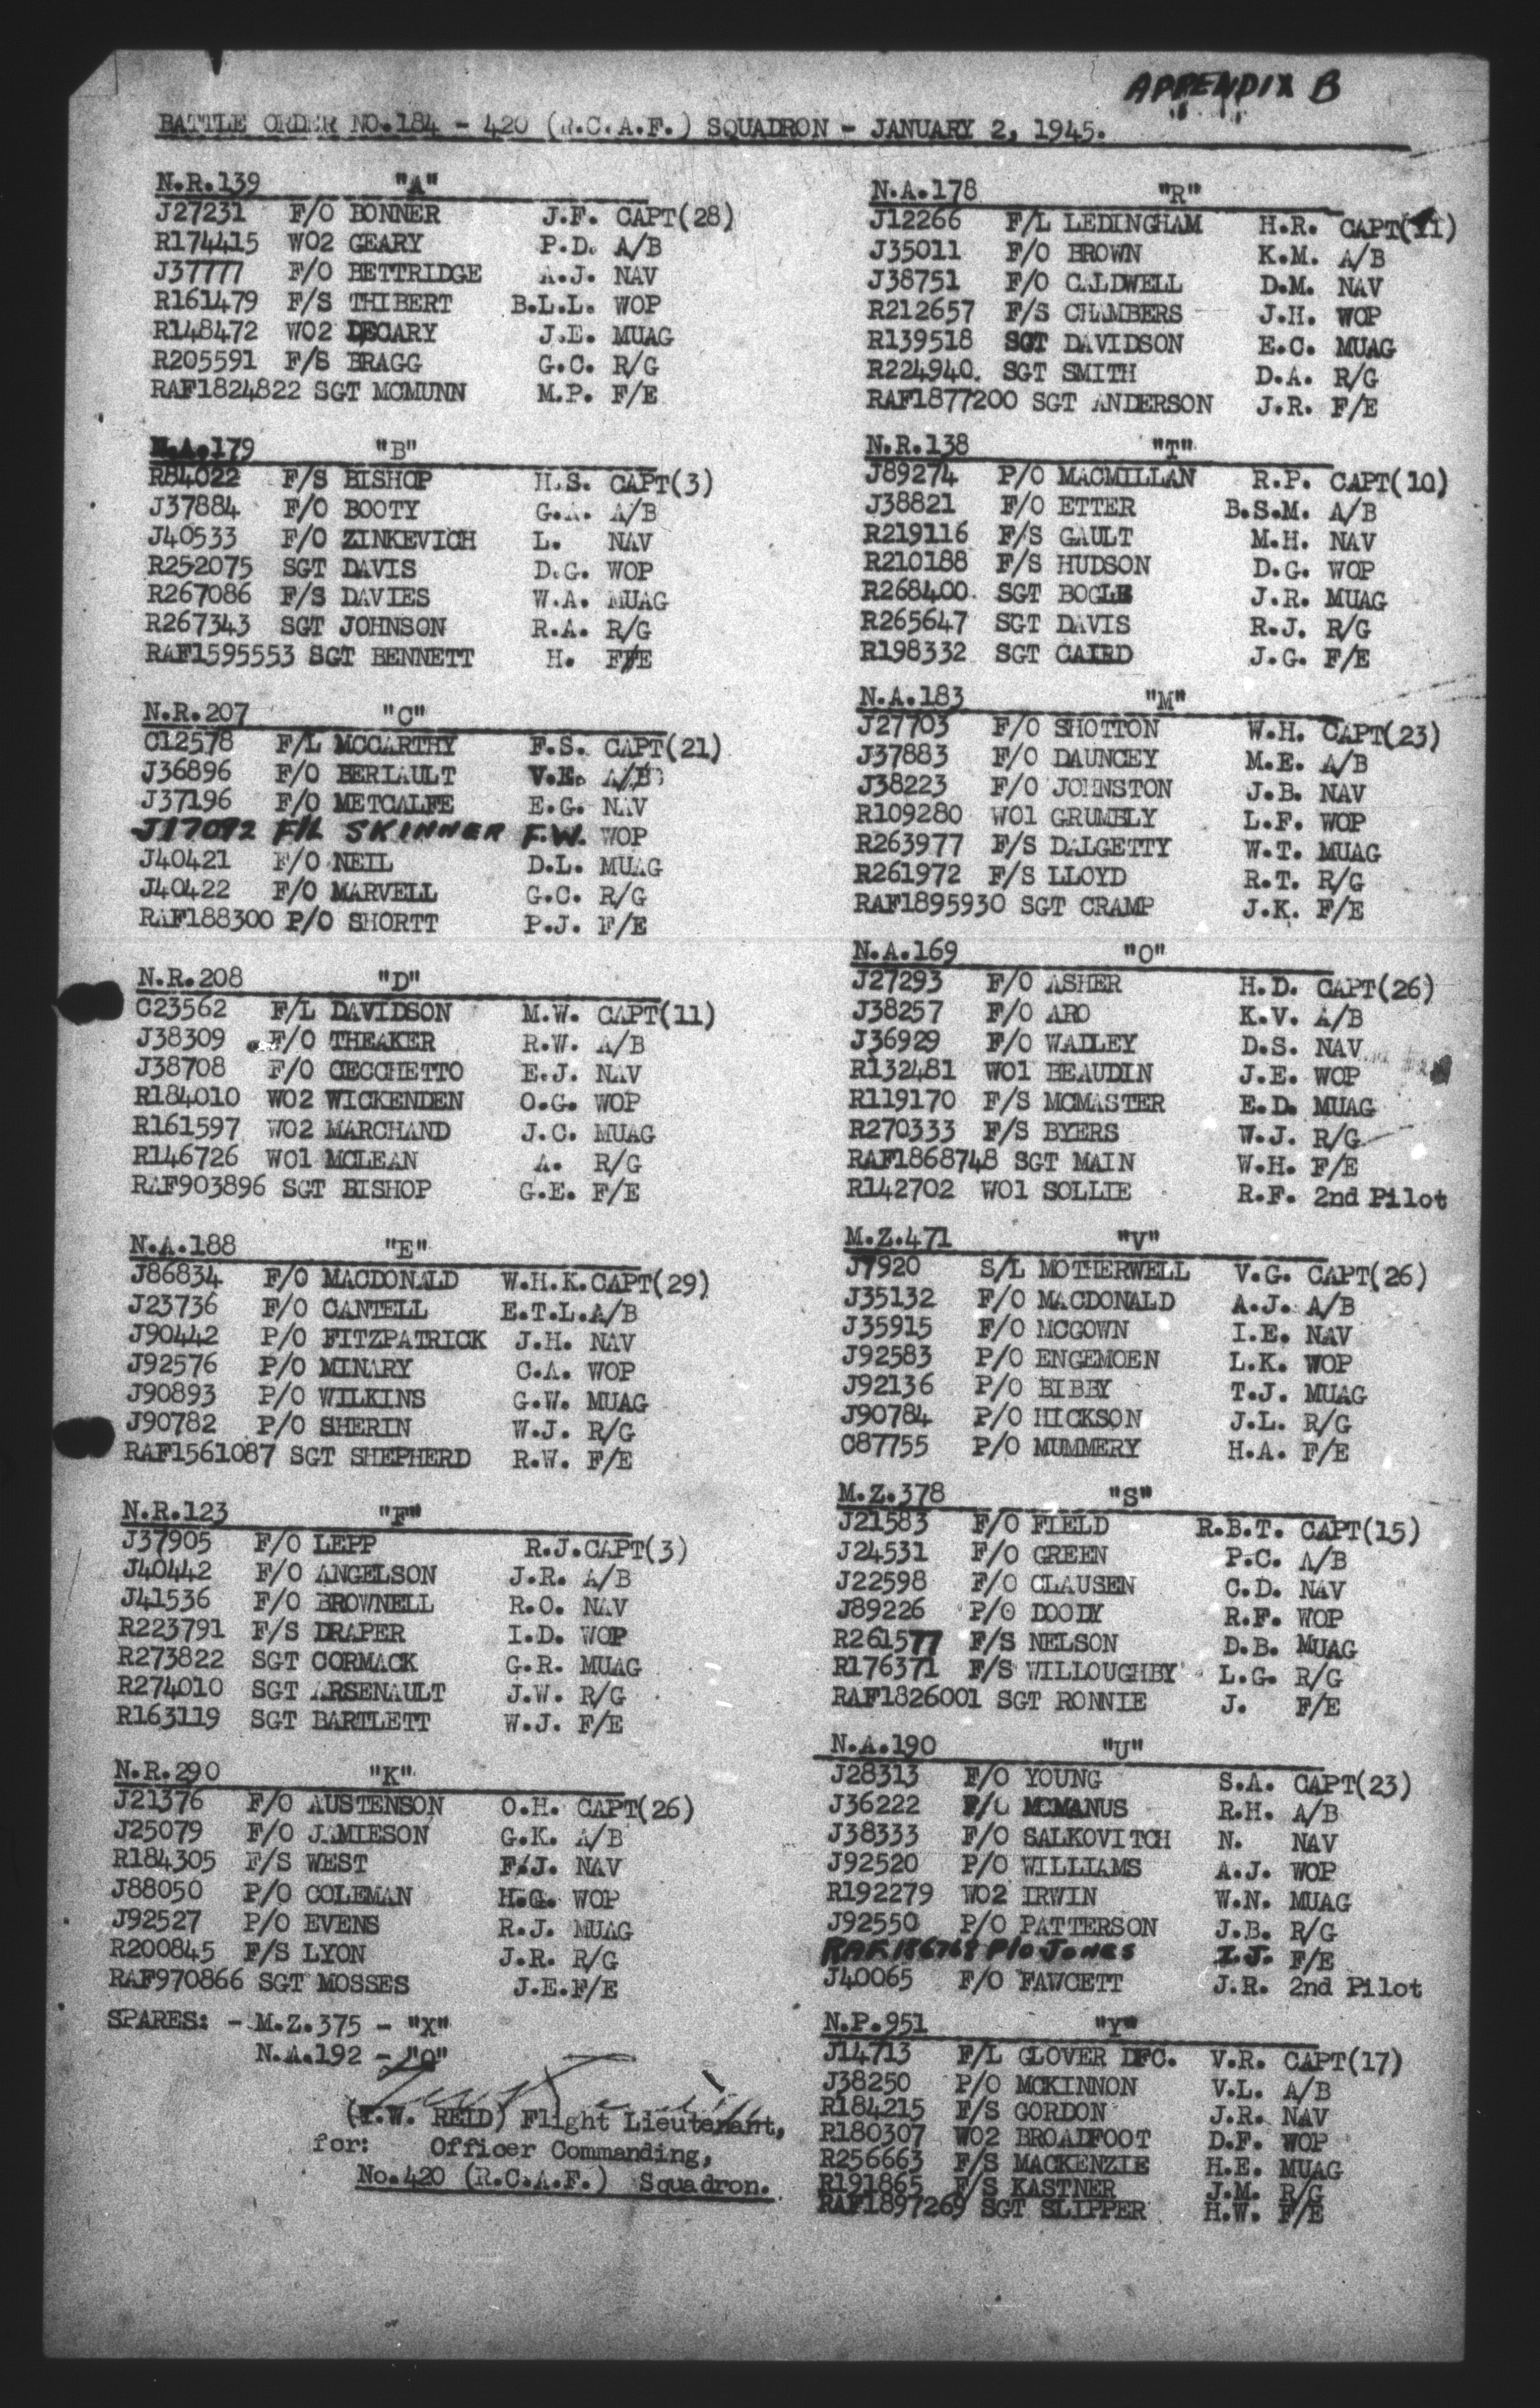 APPENDIX B
BATTLE ORDER NO.184 - 420 (R.C.A.F.) SQUADRON - JANUARY 2, 1945.
N.R.139 "A"
J27231 F/O BONNER J.F. CAPT(28)
R174415 WO2 GEARY P.D. A/B
J37777 F/O BETTRIDGE A.J. NAV
R161479 F/S THIBERT B.L.L. WOP
R148472 WO2 DECARY J.E. MUAG
R205591 F/S BRAGG G.C. R/G
RAF1824822 SGT MCMUNN M.P. F/E
N.A.179 "B"
R84022 F/S BISHOP H.S. CAPT(3)
J37884 F/O BOOTY G.A. A/B
J40533 F/O ZINKEVICH L. NAV
R252075 SGT DAVIS D.G. WOP
R267086 F/S DAVIES W.A. MUAG
R267343 SGT JOHNSON R.A. R/G
RAF1595553 SGT BENNETT H. F/E
N.R.207 "C"
C12578 F/L MCCARTHY F.S. CAPT(21)
J36896 F/O BERIAULT V.E. A/B
J37196 F/O METCALFE E.G. NAV
J17092 F/L SKINNER F.W. WOP
J40421 F/O NEIL D.L. MUAG
J40422 F/O MARVELL G.C. R/G
RAF188300 P/O SHORTT P.J. F/E
N.R.208 "D"
C23562 F/L DAVIDSON M.W. CAPT(11)
J38309 F/O THEAKER R.W. A/B
J38708 F/O CECCHETTO E.J. NAV
R184010 WO2 WICKENDEN O.G. WOP
R161597 WO2 MARCHAND J.C. MUAG
R146726 WO1 MCLEAN A. R/G
RAF903896 SGT BISHOP G.E. F/E
N.A.188 "E"
J86834 F/O MACDONALD W.H.K.CAPT(29)
J23736 F/O CANTELL E.T.L.A/B
J90442 P/O FITZPATRICK J.H. NAV
J92576 P/O MINARY C.A. WOP
J90893 P/O WILKINS G.W. MUAG
J90782 P/O SHERIN W.J. R/G
RAF1561087 SGT SHEPHERD R.W. F/E
N.R.123 "F"
J37905 F/O LEPP R.J.CAPT(3)
J40442 F/O ANGELSON J.R. A/B
J41536 F/O BROWNELL R.O. NAV
R223791 F/S DRAPER I.D. WOP
R273822 SGT CORMACK G.R. MUAG
R274010 SGT ARSENAULT J.W. R/G
R163119 SGT BARTLETT W.J. F/E
N.R.290 "K"
J21376 F/O AUSTENSON O.H. CAPT(26)
J25079 F/O JAMIESON G.K. A/B
R184305 F/S WEST F.J. NAV
J88050 P/O COLEMAN H.G. WOP
J92527 P/O EVENS R.J. MUAG
R200845 F/S LYON J.R. R/G
RAF970866 SGT MOSSES J.E.F/E
SPARES: - M.Z.375 - "X"
N.A.192 - "Q"
(T.W. REID) Flight Lieutenant,
for: Officer Commanding,
No.420 (R.C.A.F.) Squadron.
N.A.178 "R"
J12266 F/L LEDINGHAM H.R. CAPT(11)
J35011 F/O BROWN K.M. A/B
J38751 F/O CALDWELL D.M. NAV
R212657 F/S CHAMBERS J.H. WOP
R139518 SGT DAVIDSON E.C. MUAG
R224940. SGT SMITH D.A. R/G
RAF1877200 SGT ANDERSON J.R. F/E
N.R.138 "T"
J89274 P/O MACMILLAN R.P. CAPT(10)
J38821 F/O ETTER B.S.M. A/B
R219116 F/S GAULT M.H. NAV
R210188 F/S HUDSON D.G. WOP
R268400. SGT BOGLE J.R. MUAG
R265647 SGT DAVIS R.J. R/G
R198332 SGT CAIRD J.G. F/E
N.A.183 "M"
J27703 F/O SHOTTON W.H. CAPT(23)
J37883 F/O DAUNCEY M.E. A/B
J38223 F/O JOHNSTON J.B. NAV
R109280 WO1 GRUMBLY L.F. WOP
R263977 F/S DALGETTY W.T. MUAG
R261972 F/S LLOYD R.T. R/G
RAF1895930 SGT CRAMP J.K. F/E
N.A.169 "O"
J27293 F/O ASHER H.D. CAPT(26)
J38257 F/O ARO K.V. A/B
J36929 F/O WADLEY D.S. NAV
R132481 WO1 BEAUDIN J.E. WOP
R119170 F/S MCMASTER E.D. MUAG
R270333 F/S BYERS W.J. R/G
RAF1868748 SGT MAIN W.H. F/E
R142702 WO1 SOLLIE R.F. 2nd Pilot
M.Z.471 "V"
J7920 S/L MOTHERWELL V.G. CAPT(26)
J35132 F/O MACDONALD A.J. A/B
J35915 F/O MCGOWN I.E. NAV
J92583 P/O ENGEMOEN L.K. WOP
J92136 P/O BIBBY T.J. MUAG
J90784 P/O HICKSON J.L. R/G
C87755 P/O MUMMERY H.A. F/E
M.Z.378 "S"
J21583 F/O FIELD R.B.T. CAPT(15)
J24531 F/O GREEN P.C. A/B
J22598 F/O CLAUSEN C.D. NAV
J89226 P/O DOODY R.F. WOP
R261577 F/S NELSON D.B. MUAG
R176371 F/S WILLOUGHBY L.G. R/G
RAF1826001 SGT RONNIE J. F/E
N.A.190 "U"
J28313 F/O YOUNG S.A. CAPT(23)
J36222 F/O MCMANUS R.H. A/B
J38333 F/O SALKOVITCH N. NAV
J92520 P/O WILLIAMS A.J. WOP
R192279 WO2 IRWIN W.N. MUAG
J92550 P/O PATTERSON J.B. R/G
P/O Jones I.J. F/E
J40065 F/O FAWCETT J.R. 2nd Pilot
N.P.951 "Y"
J14713 F/L GLOVER DFC. V.R. CAPT(17)
J38250 P/O MCKINNON V.L. A/B
R184215 F/S GORDON J.R. NAV
R180307 WO2 BROADFOOT D.F. WOP
R256663 F/S MACKENZIE H.E. MUAG
R191865 F/S KASTNER J.M. R/G
RAF1897269 SGT SLIPPER H.W. F/E